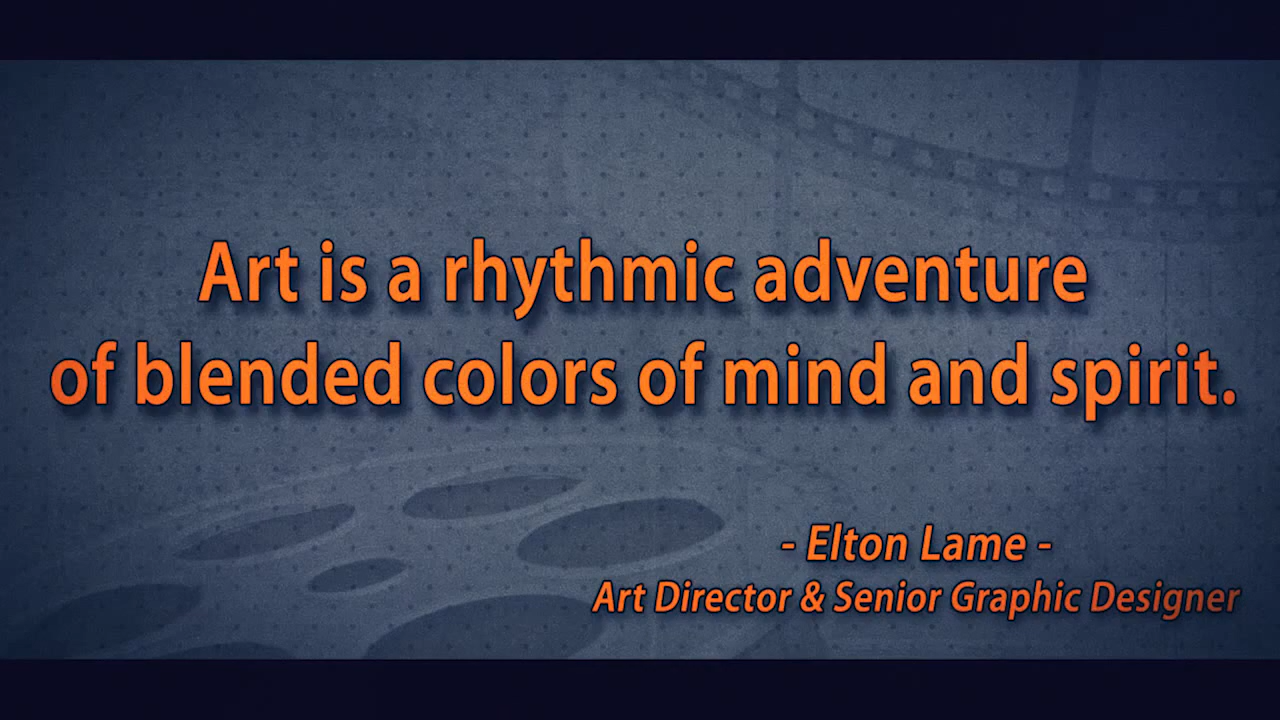 Art is a rhythmic adventure
of blended colors of mind and spirit.
- Elton Lame -
Art Director & Senior Graphic Designer